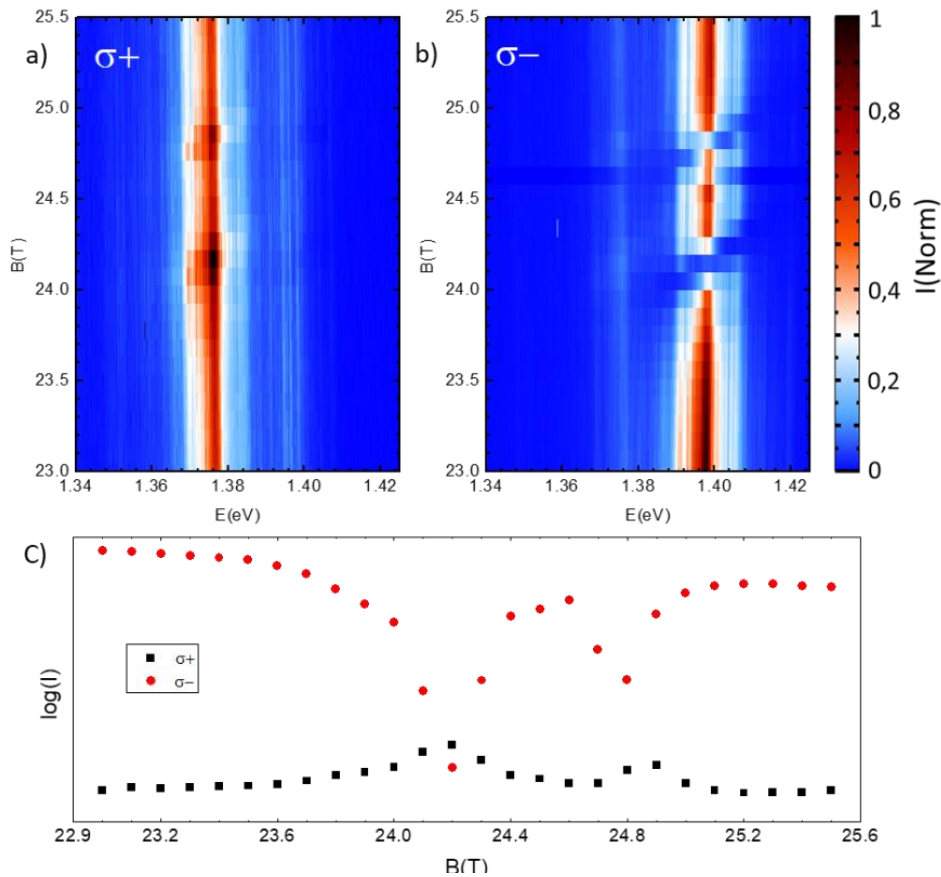 a) σ+
25.5
25.0
24.5
24.0
23.5
23.0
B(T)
1.34 1.36 1.38 1.40 1.42
E(eV)
b) σ−
25.5
25.0
24.5
24.0
23.5
23.0
B(T)
1.34 1.36 1.38 1.40 1.42
E(eV)
1
0,8
0,6
0,4
0,2
0
I(Norm)
C)
σ+
σ−
log(I)
22.9 23.2 23.6 24.0 24.4 24.8 25.2 25.6
B(T)